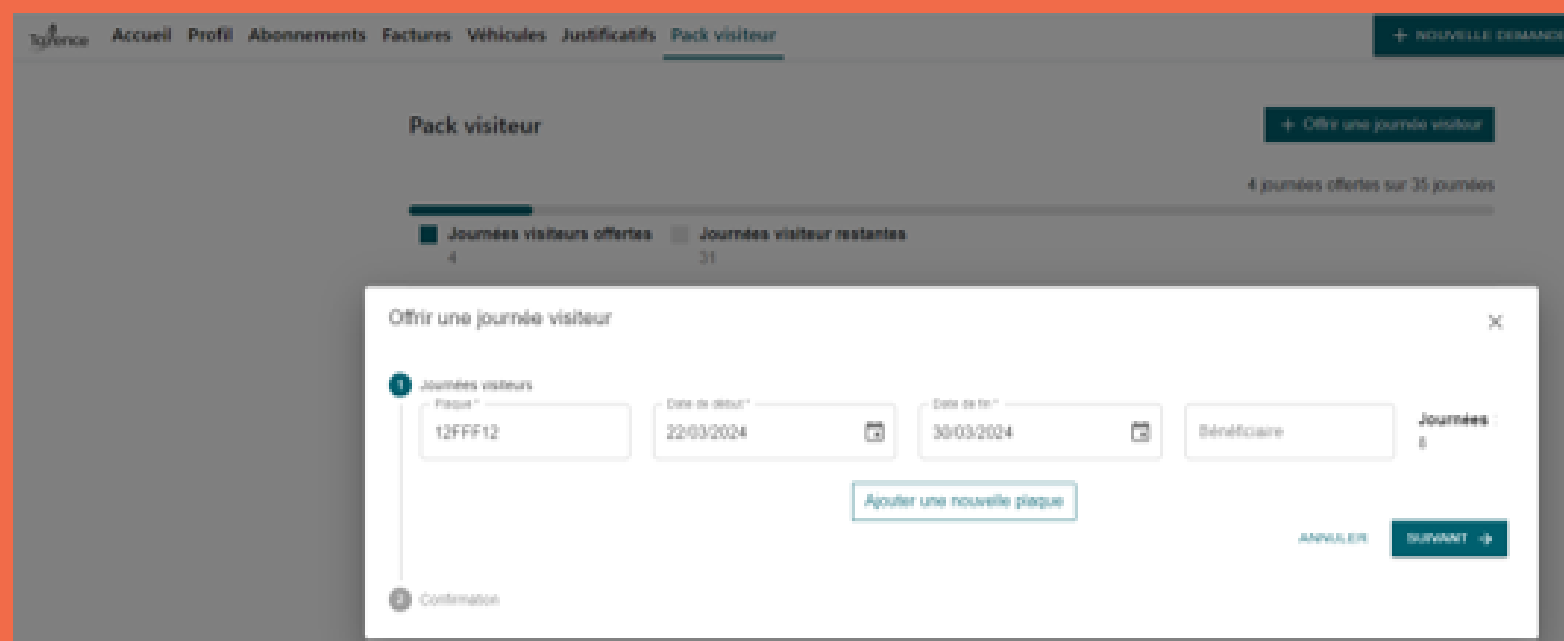 Accueil Profil Abonnements Factures Véhicules Justificatifs Pack visiteur
+ NOUVELLE DEMANDE
Pack visiteur
+ Offrir une journée visiteur
4 journées offertes sur 35 journées
Journées visiteurs offertes Journées visiteur restantes
4 31
Offrir une journée visiteur
1 Journées visiteurs
Plaque * Date de début * Date de fin *
12FFF12 22/03/2024 30/03/2024 Bénéficiaire Journées :
8
Ajouter une nouvelle plaque
ANNULER SUIVANT
2 Confirmation